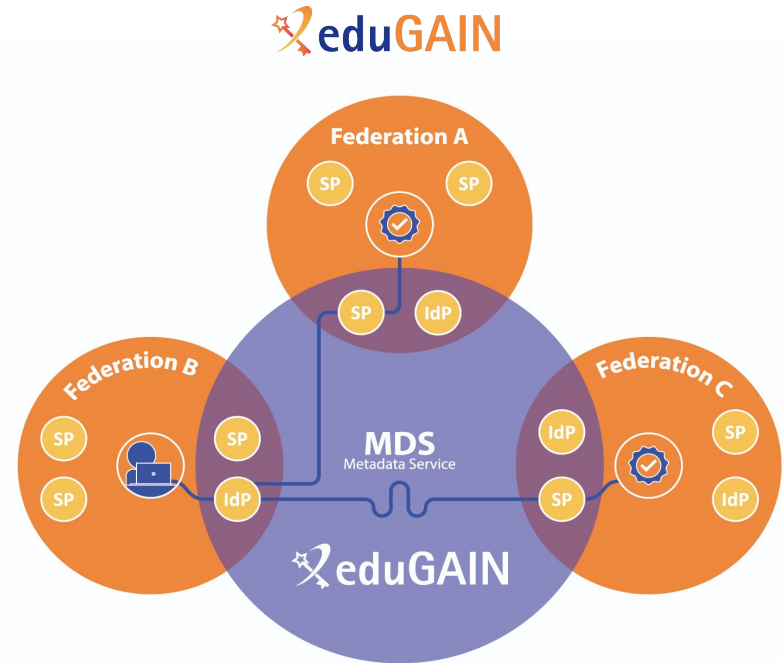 eduGAIN
Federation A
SP
SP
SP
IdP
Federation B
Federation C
SP
SP
IdP
SP
MDS
Metadata Service
SP
IdP
SP
IdP
eduGAIN